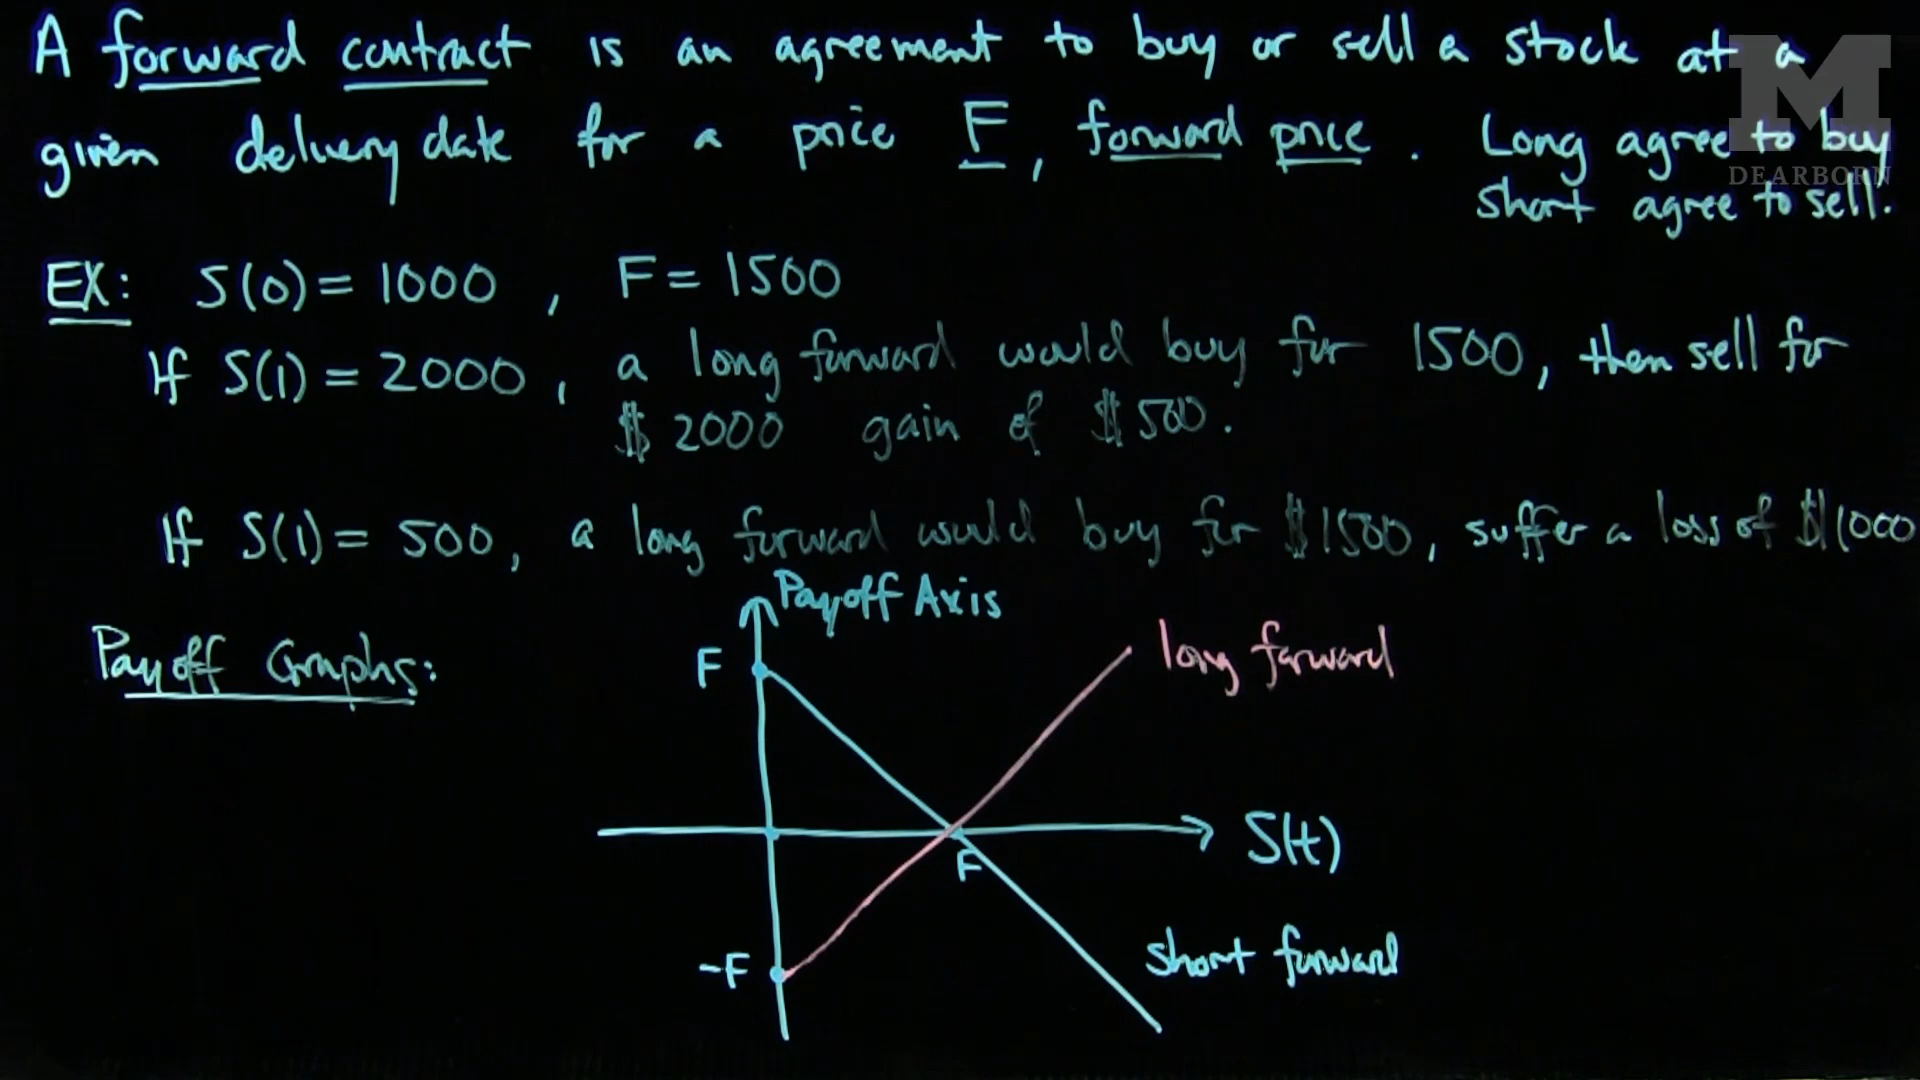 A forward contract is an agreement to buy or sell a stock at a
given delivery date for a price F, forward price. Long agree to buy
Short agree to sell.
M
DEARBORN
EX: S(0) = 1000, F = 1500
If S(1) = 2000, a long forward would buy for 1500, then sell for
$2000 gain of $500.
If S(1) = 500, a long forward would buy for $1500, suffer a loss of $1000
Payoff Graphs:
Payoff Axis
F
long forward
S(t)
F
-F
short forward